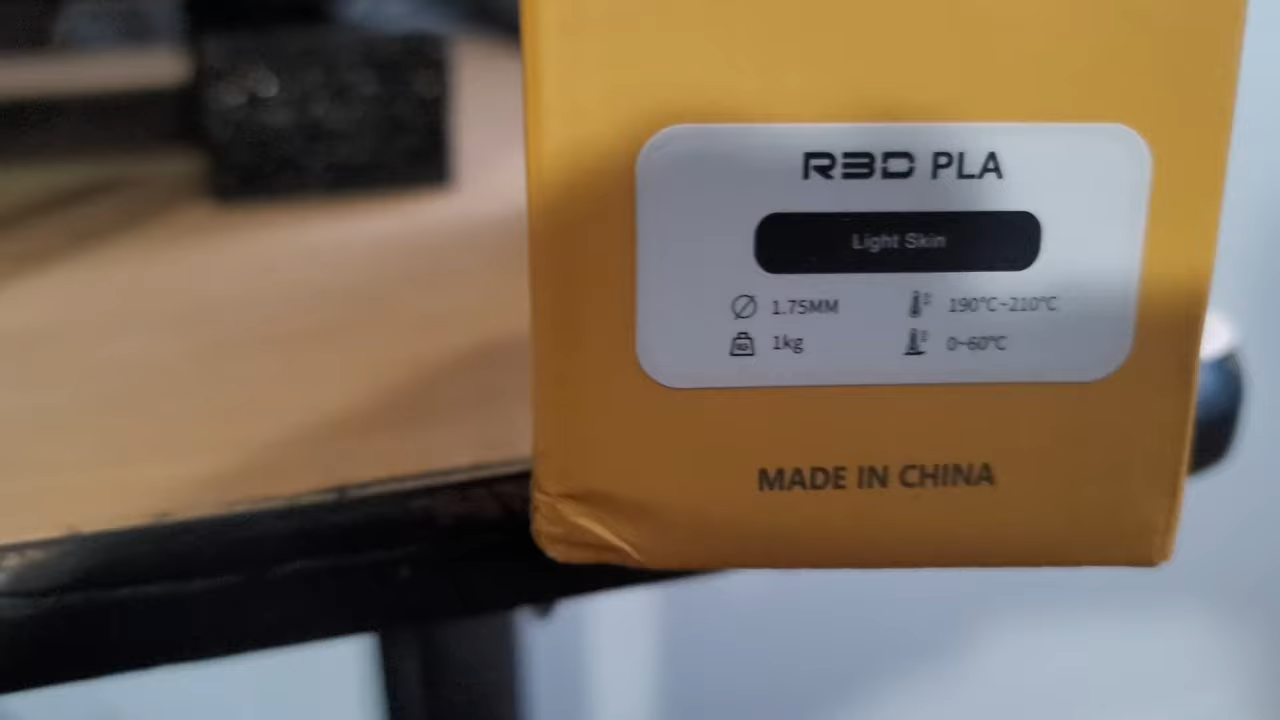 R3D PLA
Light Skin
1.75MM 190°C~210°C
1kg 0~60°C
MADE IN CHINA